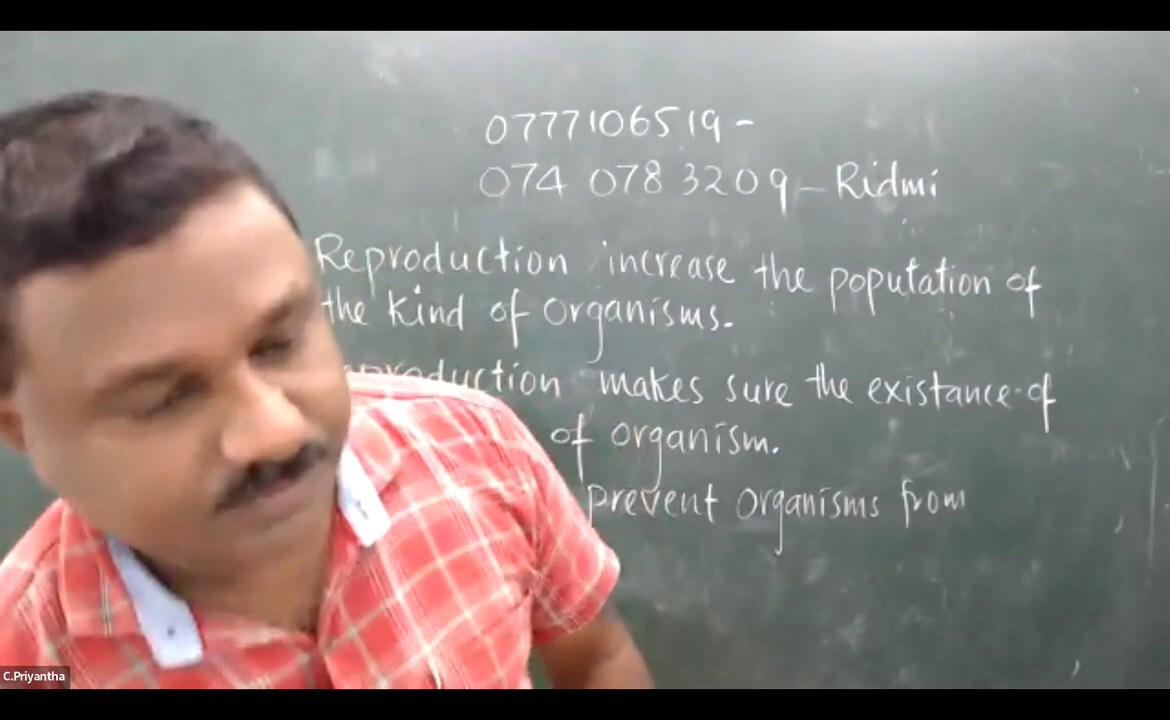 0777106519 -
074 078 3209 - Ridmi
Reproduction increase the population of
the kind of organisms.
production makes sure the existance of
of organism.
prevent organisms from
C.Priyantha